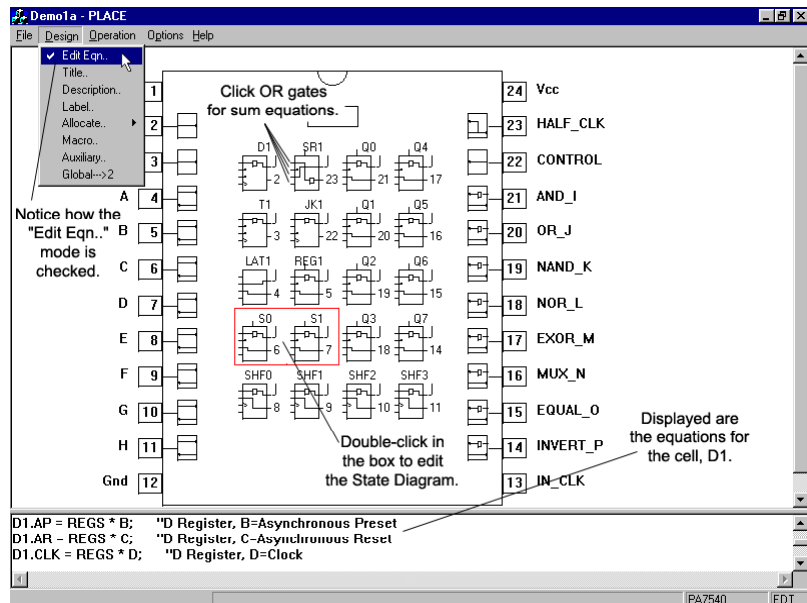 Demo1a - PLACE
File Design Operation Options Help
Edit Eqn..
Title..
Description..
Label..
Allocate..
Macro..
Auxiliary..
Global--->2
Notice how the
"Edit Eqn.."
mode is
checked.
Click OR gates
for sum equations.
1
2
3
A 4
B 5
C 6
D 7
E 8
F 9
G 10
H 11
Gnd 12
24 Vcc
23 HALF_CLK
22 CONTROL
21 AND_I
20 OR_J
19 NAND_K
18 NOR_L
17 EXOR_M
16 MUX_N
15 EQUAL_O
14 INVERT_P
13 IN_CLK
D1 SR1 Q0 Q4
2 23 21 17
T1 JK1 Q1 Q5
3 22 20 16
LAT1 REG1 Q2 Q6
4 5 19 15
S0 S1 Q3 Q7
6 7 18 14
SHF0 SHF1 SHF2 SHF3
8 9 10 11
Double-click in
the box to edit
the State Diagram.
Displayed are
the equations for
the cell, D1.
D1.AP = REGS * B; "D Register, B=Asynchronous Preset
D1.AR = REGS * C; "D Register, C=Asynchronous Reset
D1.CLK = REGS * D; "D Register, D=Clock
PA7540 EDT